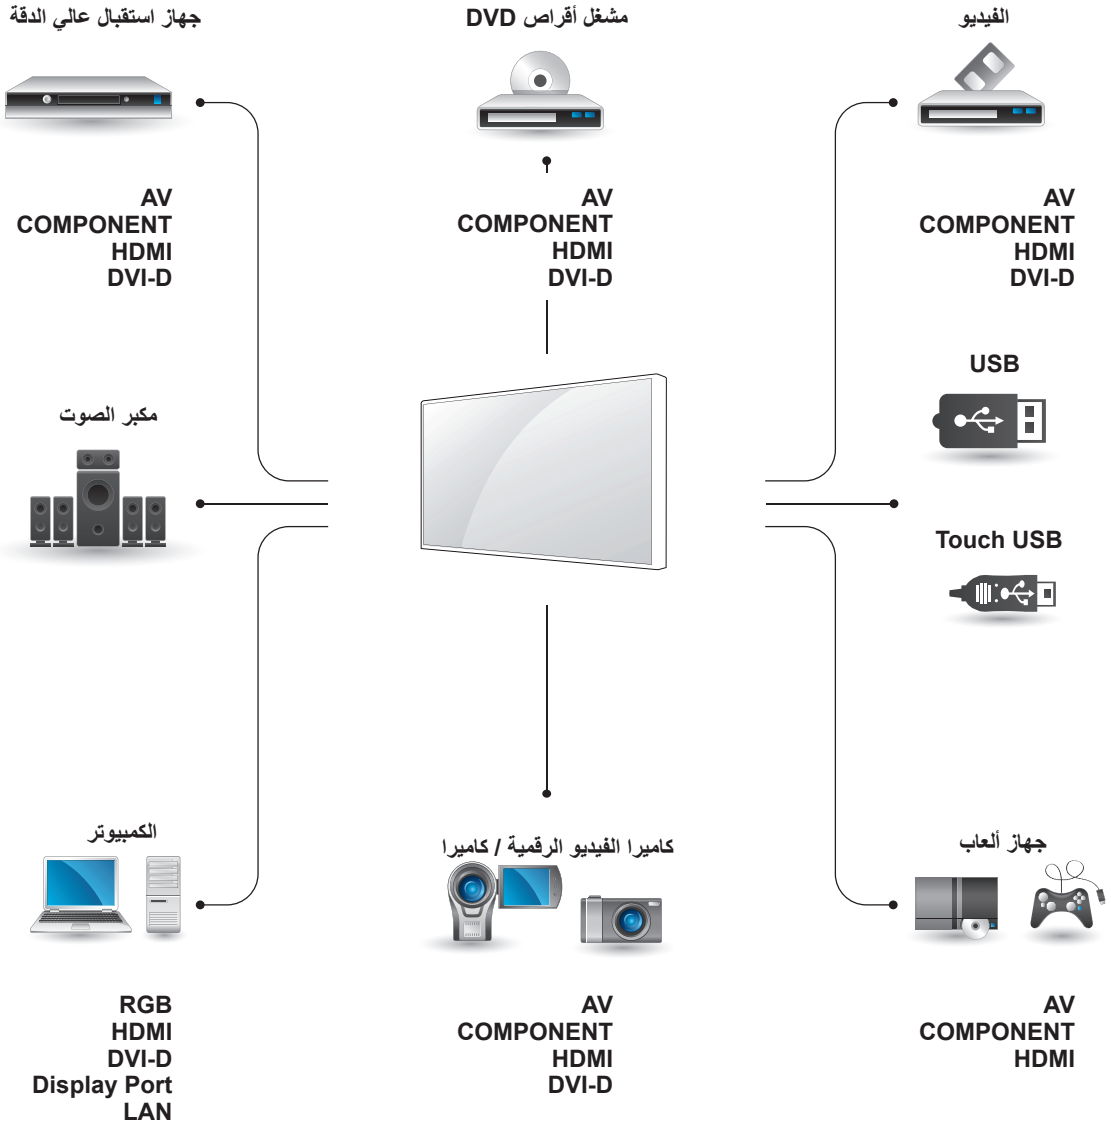 الفيديو
AV
COMPONENT
HDMI
DVI-D
مشغل أقراص DVD
AV
COMPONENT
HDMI
DVI-D
جهاز استقبال عالي الدقة
AV
COMPONENT
HDMI
DVI-D
USB
Touch USB
مكبر الصوت
جهاز ألعاب
AV
COMPONENT
HDMI
كاميرا الفيديو الرقمية / كاميرا
AV
COMPONENT
HDMI
DVI-D
الكمبيوتر
RGB
HDMI
DVI-D
Display Port
LAN